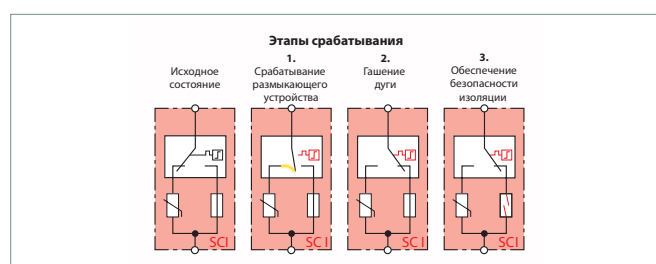 Этапы срабатывания
Исходное
состояние
1.
Срабатывание
размыкающего
устройства
2.
Гашение
дуги
3.
Обеспечение
безопасности
изоляции
SCI
SCI
SCI
SCI